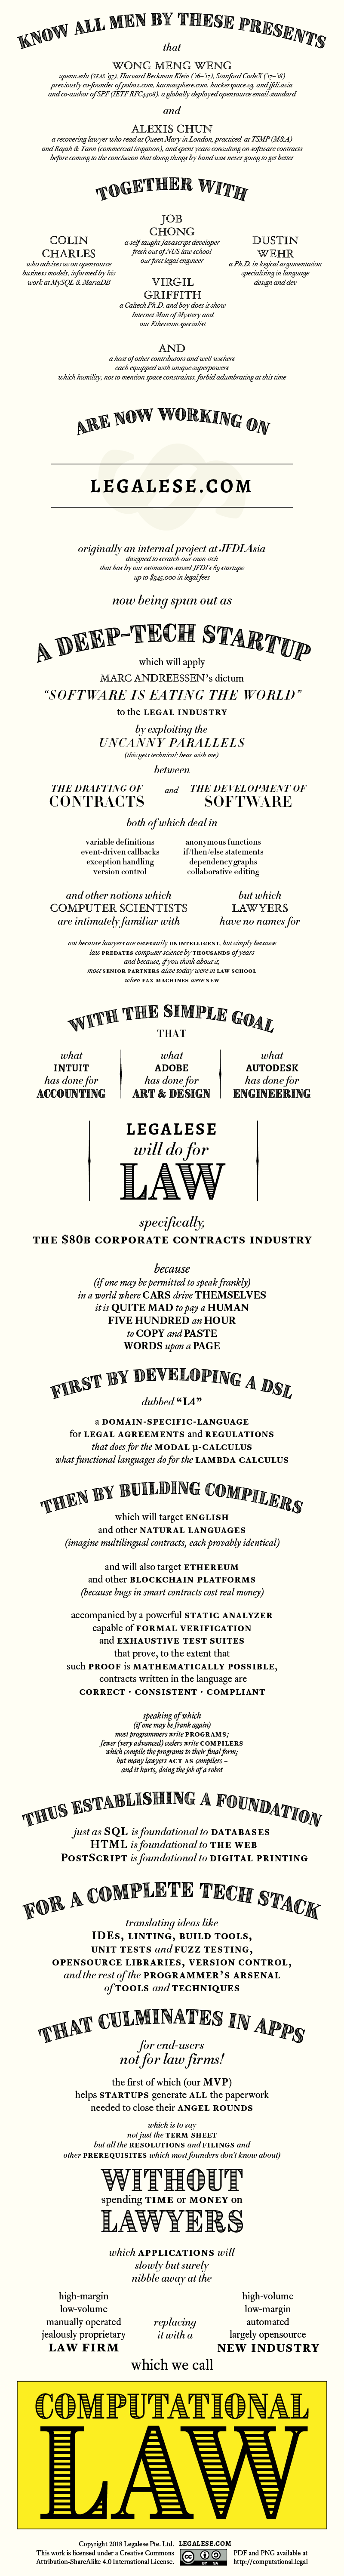 KNOW ALL MEN BY THESE PRESENTS
that
WONG MENG WENG
upenn.edu (SEAS '97), Harvard Berkman Klein ('16–'17), Stanford CodeX ('17–'18)
previously co-founder of pobox.com, karmasphere.com, hackerspace.sg, and jfdi.asia
and co-author of SPF (IETF RFC4408), a globally deployed opensource email standard
and
ALEXIS CHUN
a recovering lawyer who read at Queen Mary in London, practiced at TSMP (M&A)
and Rajah & Tann (commercial litigation), and spent years consulting on software contracts
before coming to the conclusion that doing things by hand was never going to get better
TOGETHER WITH
JOB
CHONG
a self-taught Javascript developer
fresh out of NUS law school
our first legal engineer
COLIN
CHARLES
who advises us on opensource
business models, informed by his
work at MySQL & MariaDB
DUSTIN
WEHR
a Ph.D. in logical argumentation
specialising in language
design and dev
VIRGIL
GRIFFITH
a Caltech Ph.D. and boy does it show
Internet Man of Mystery and
our Ethereum specialist
AND
a host of other contributors and well-wishers
each equipped with unique superpowers
which humility, not to mention space constraints, forbid adumbrating at this time
ARE NOW WORKING ON
LEGALESE.COM
originally an internal project at JFDI.Asia
designed to scratch-our-own-itch
that has by our estimation saved JFDI's 69 startups
up to $345,000 in legal fees
now being spun out as
A DEEP-TECH STARTUP
which will apply
MARC ANDREESSEN's dictum
“SOFTWARE IS EATING THE WORLD”
to the LEGAL INDUSTRY
by exploiting the
UNCANNY PARALLELS
(this gets technical; bear with me)
between
THE DRAFTING OF
CONTRACTS
and
THE DEVELOPMENT OF
SOFTWARE
both of which deal in
variable definitions
event-driven callbacks
exception handling
version control
anonymous functions
if/then/else statements
dependency graphs
collaborative editing
and other notions which
COMPUTER SCIENTISTS
are intimately familiar with
but which
LAWYERS
have no names for
not because lawyers are necessarily UNINTELLIGENT, but simply because
law PREDATES computer science by THOUSANDS of years
and because, if you think about it,
most SENIOR PARTNERS alive today were in LAW SCHOOL
when FAX MACHINES were NEW
WITH THE SIMPLE GOAL
THAT
what
INTUIT
has done for
ACCOUNTING
what
ADOBE
has done for
ART & DESIGN
what
AUTODESK
has done for
ENGINEERING
LEGALESE
will do for
LAW
specifically,
THE $80B CORPORATE CONTRACTS INDUSTRY
because
(if one may be permitted to speak frankly)
in a world where CARS drive THEMSELVES
it is QUITE MAD to pay a HUMAN
FIVE HUNDRED an HOUR
to COPY and PASTE
WORDS upon a PAGE
FIRST BY DEVELOPING A DSL
dubbed “L4”
a DOMAIN-SPECIFIC-LANGUAGE
for LEGAL AGREEMENTS and REGULATIONS
that does for the MODAL μ-CALCULUS
what functional languages do for the LAMBDA CALCULUS
THEN BY BUILDING COMPILERS
which will target ENGLISH
and other NATURAL LANGUAGES
(imagine multilingual contracts, each provably identical)
and will also target ETHEREUM
and other BLOCKCHAIN PLATFORMS
(because bugs in smart contracts cost real money)
accompanied by a powerful STATIC ANALYZER
capable of FORMAL VERIFICATION
and EXHAUSTIVE TEST SUITES
that prove, to the extent that
such PROOF is MATHEMATICALLY POSSIBLE,
contracts written in the language are
CORRECT · CONSISTENT · COMPLIANT
speaking of which
(if one may be frank again)
most programmers write PROGRAMS;
fewer (very advanced) coders write COMPILERS
which compile the programs to their final form;
but many lawyers ACT AS compilers –
and it hurts, doing the job of a robot
THUS ESTABLISHING A FOUNDATION
just as SQL is foundational to DATABASES
HTML is foundational to THE WEB
POSTSCRIPT is foundational to DIGITAL PRINTING
FOR A COMPLETE TECH STACK
translating ideas like
IDES, LINTING, BUILD TOOLS,
UNIT TESTS and FUZZ TESTING,
OPENSOURCE LIBRARIES, VERSION CONTROL,
and the rest of the PROGRAMMER'S ARSENAL
of TOOLS and TECHNIQUES
THAT CULMINATES IN APPS
for end-users
not for law firms!
the first of which (our MVP)
helps STARTUPS generate ALL the paperwork
needed to close their ANGEL ROUNDS
which is to say
not just the TERM SHEET
but all the RESOLUTIONS and FILINGS and
other PREREQUISITES which most founders don't know about)
WITHOUT
spending TIME or MONEY on
LAWYERS
which APPLICATIONS will
slowly but surely
nibble away at the
high-margin
low-volume
manually operated
jealously proprietary
LAW FIRM
replacing
it with a
high-volume
low-margin
automated
largely opensource
NEW INDUSTRY
which we call
COMPUTATIONAL
LAW
Copyright 2018 Legalese Pte. Ltd. LEGALESE.COM
This work is licensed under a Creative Commons
Attribution-ShareAlike 4.0 International License.
CC BY SA
PDF and PNG available at
http://computational.legal